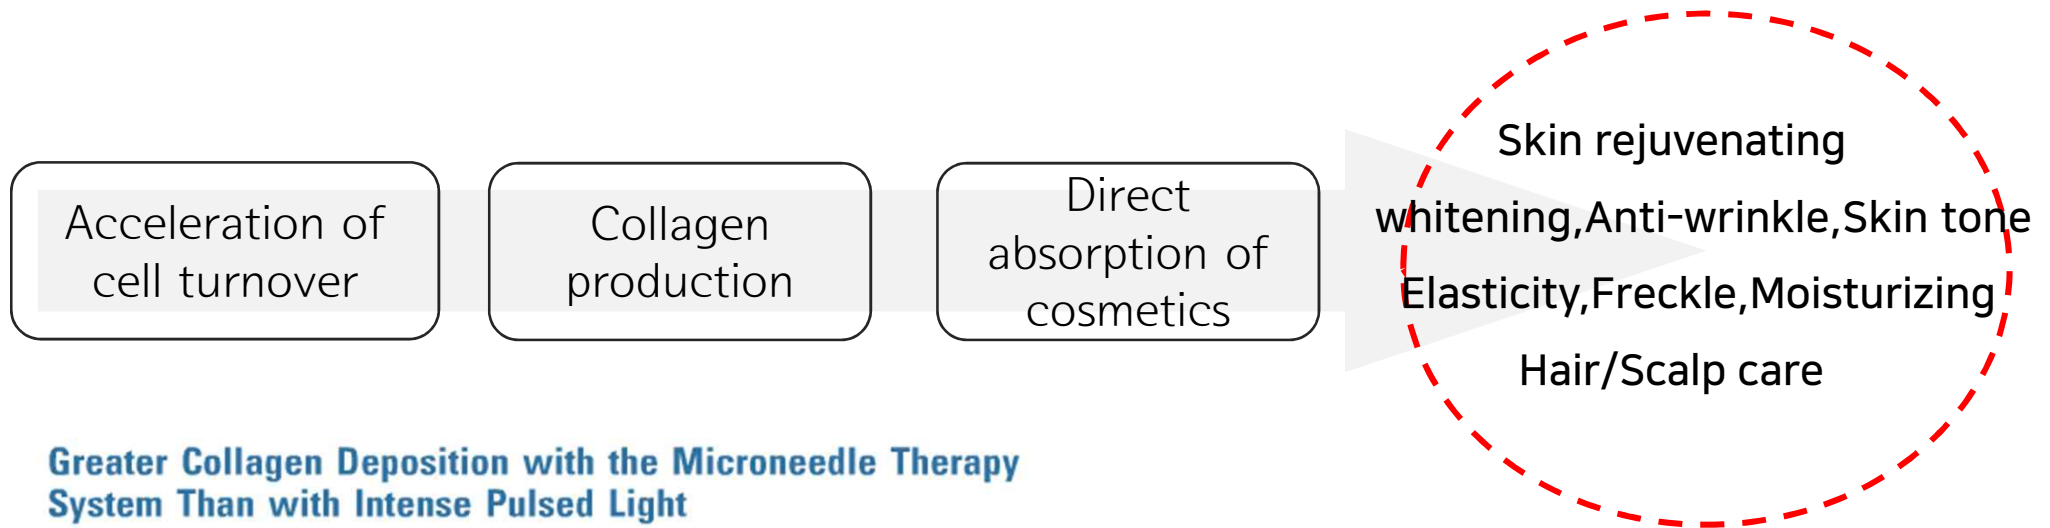 Acceleration of
cell turnover
Collagen
production
Direct
absorption of
cosmetics
Skin rejuvenating
whitening,Anti-wrinkle,Skin tone
Elasticity,Freckle,Moisturizing
Hair/Scalp care
Greater Collagen Deposition with the Microneedle Therapy
System Than with Intense Pulsed Light